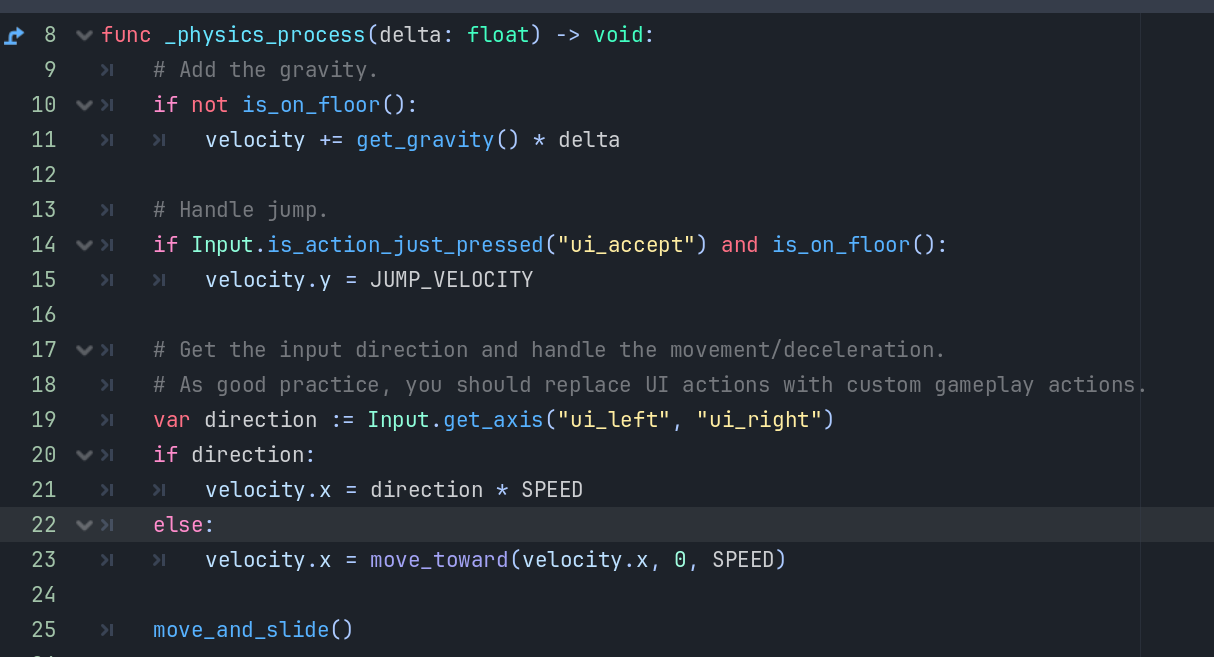 8 func _physics_process(delta: float) -> void:
9 # Add the gravity.
10 if not is_on_floor():
11 velocity += get_gravity() * delta
12
13 # Handle jump.
14 if Input.is_action_just_pressed("ui_accept") and is_on_floor():
15 velocity.y = JUMP_VELOCITY
16
17 # Get the input direction and handle the movement/deceleration.
18 # As good practice, you should replace UI actions with custom gameplay actions.
19 var direction := Input.get_axis("ui_left", "ui_right")
20 if direction:
21 velocity.x = direction * SPEED
22 else:
23 velocity.x = move_toward(velocity.x, 0, SPEED)
24
25 move_and_slide()